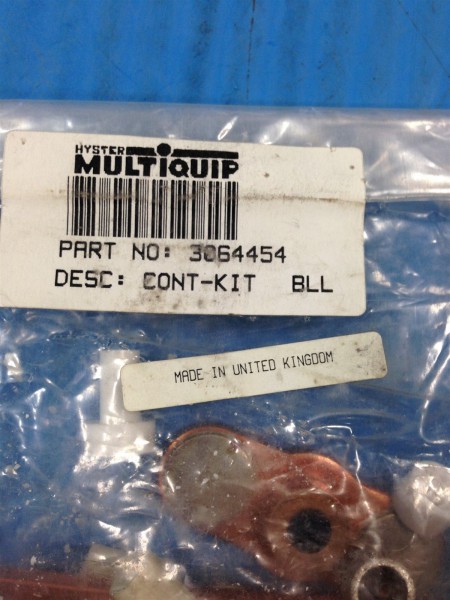 HYSTER
MULTIQUIP
PART NO: 3064454
DESC: CONT-KIT BLL
MADE IN UNITED KINGDOM